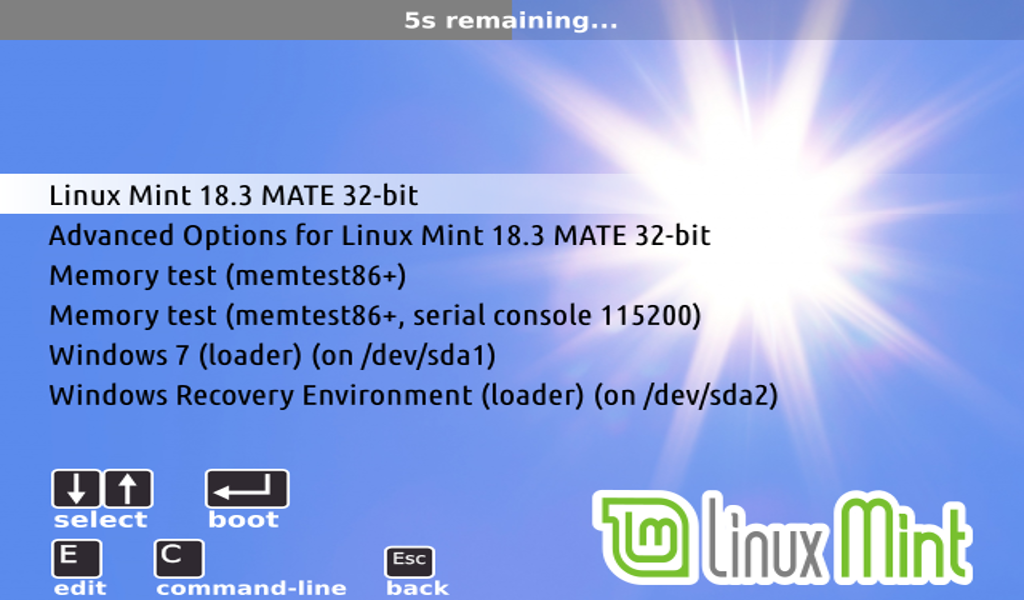 5s remaining...
Linux Mint 18.3 MATE 32-bit
Advanced Options for Linux Mint 18.3 MATE 32-bit
Memory test (memtest86+)
Memory test (memtest86+, serial console 115200)
Windows 7 (loader) (on /dev/sda1)
Windows Recovery Environment (loader) (on /dev/sda2)
select boot
E C Esc
edit command-line back
lm Linux Mint